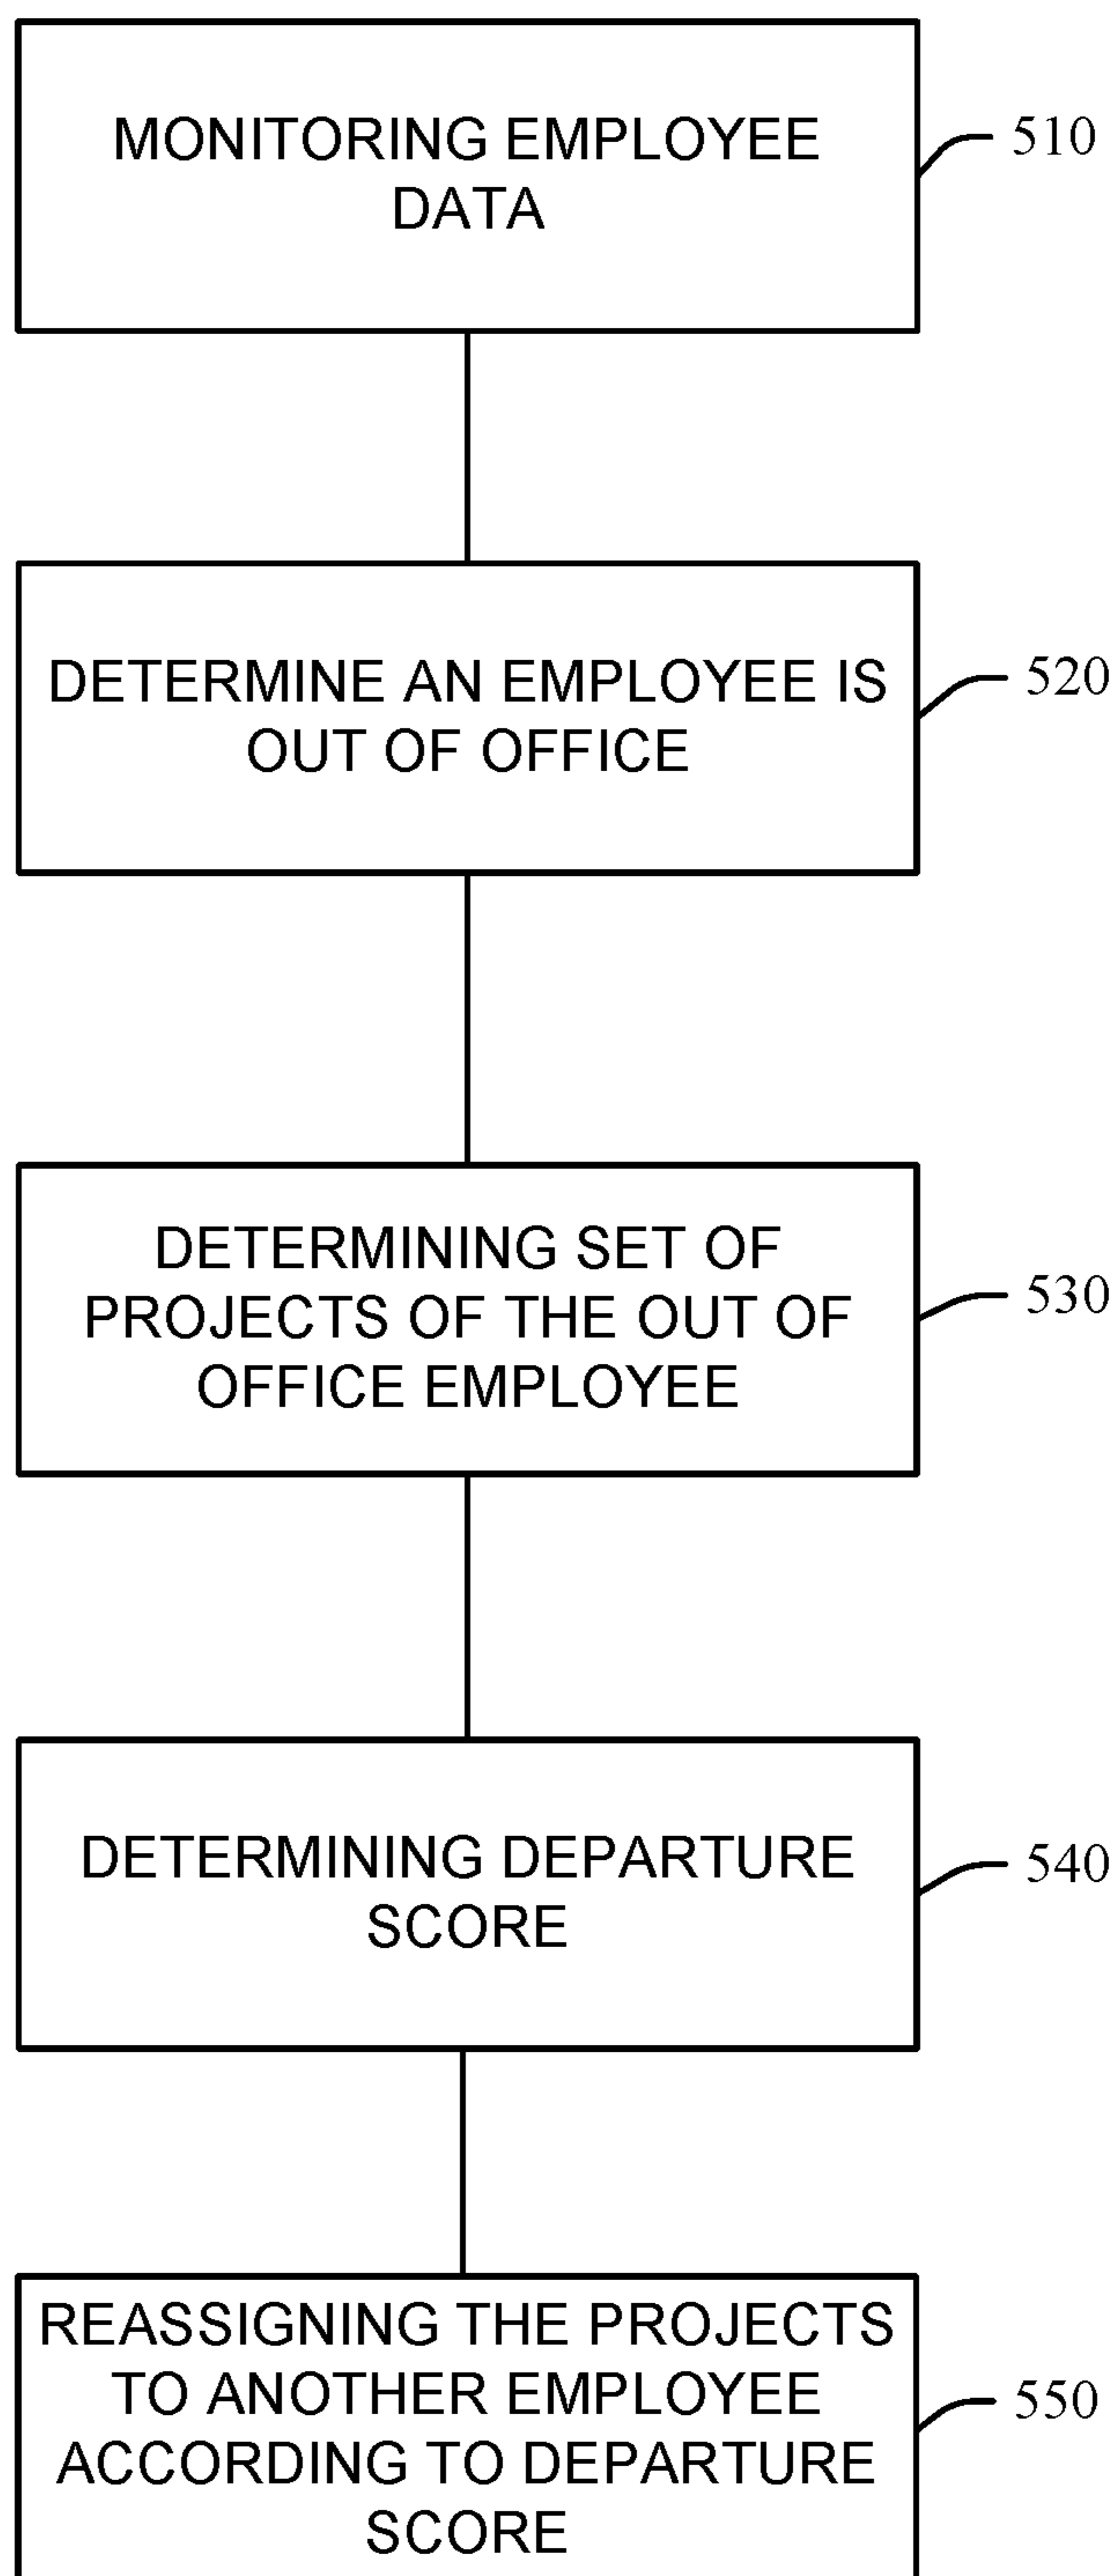 MONITORING EMPLOYEE
DATA
510
DETERMINE AN EMPLOYEE IS
OUT OF OFFICE
520
DETERMINING SET OF
PROJECTS OF THE OUT OF
OFFICE EMPLOYEE
530
DETERMINING DEPARTURE
SCORE
540
REASSIGNING THE PROJECTS
TO ANOTHER EMPLOYEE
ACCORDING TO DEPARTURE
SCORE
550